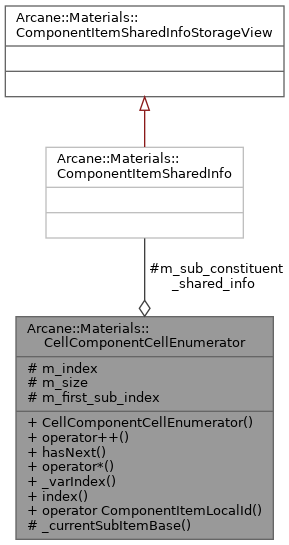 Arcane::Materials::
ComponentItemSharedInfoStorageView
Arcane::Materials::
ComponentItemSharedInfo
#m_sub_constituent
_shared_info
Arcane::Materials::
CellComponentCellEnumerator
# m_index
# m_size
# m_first_sub_index
+ CellComponentCellEnumerator()
+ operator++()
+ hasNext()
+ operator*()
+ _varIndex()
+ index()
+ operator ComponentItemLocalId()
# _currentSubItemBase()